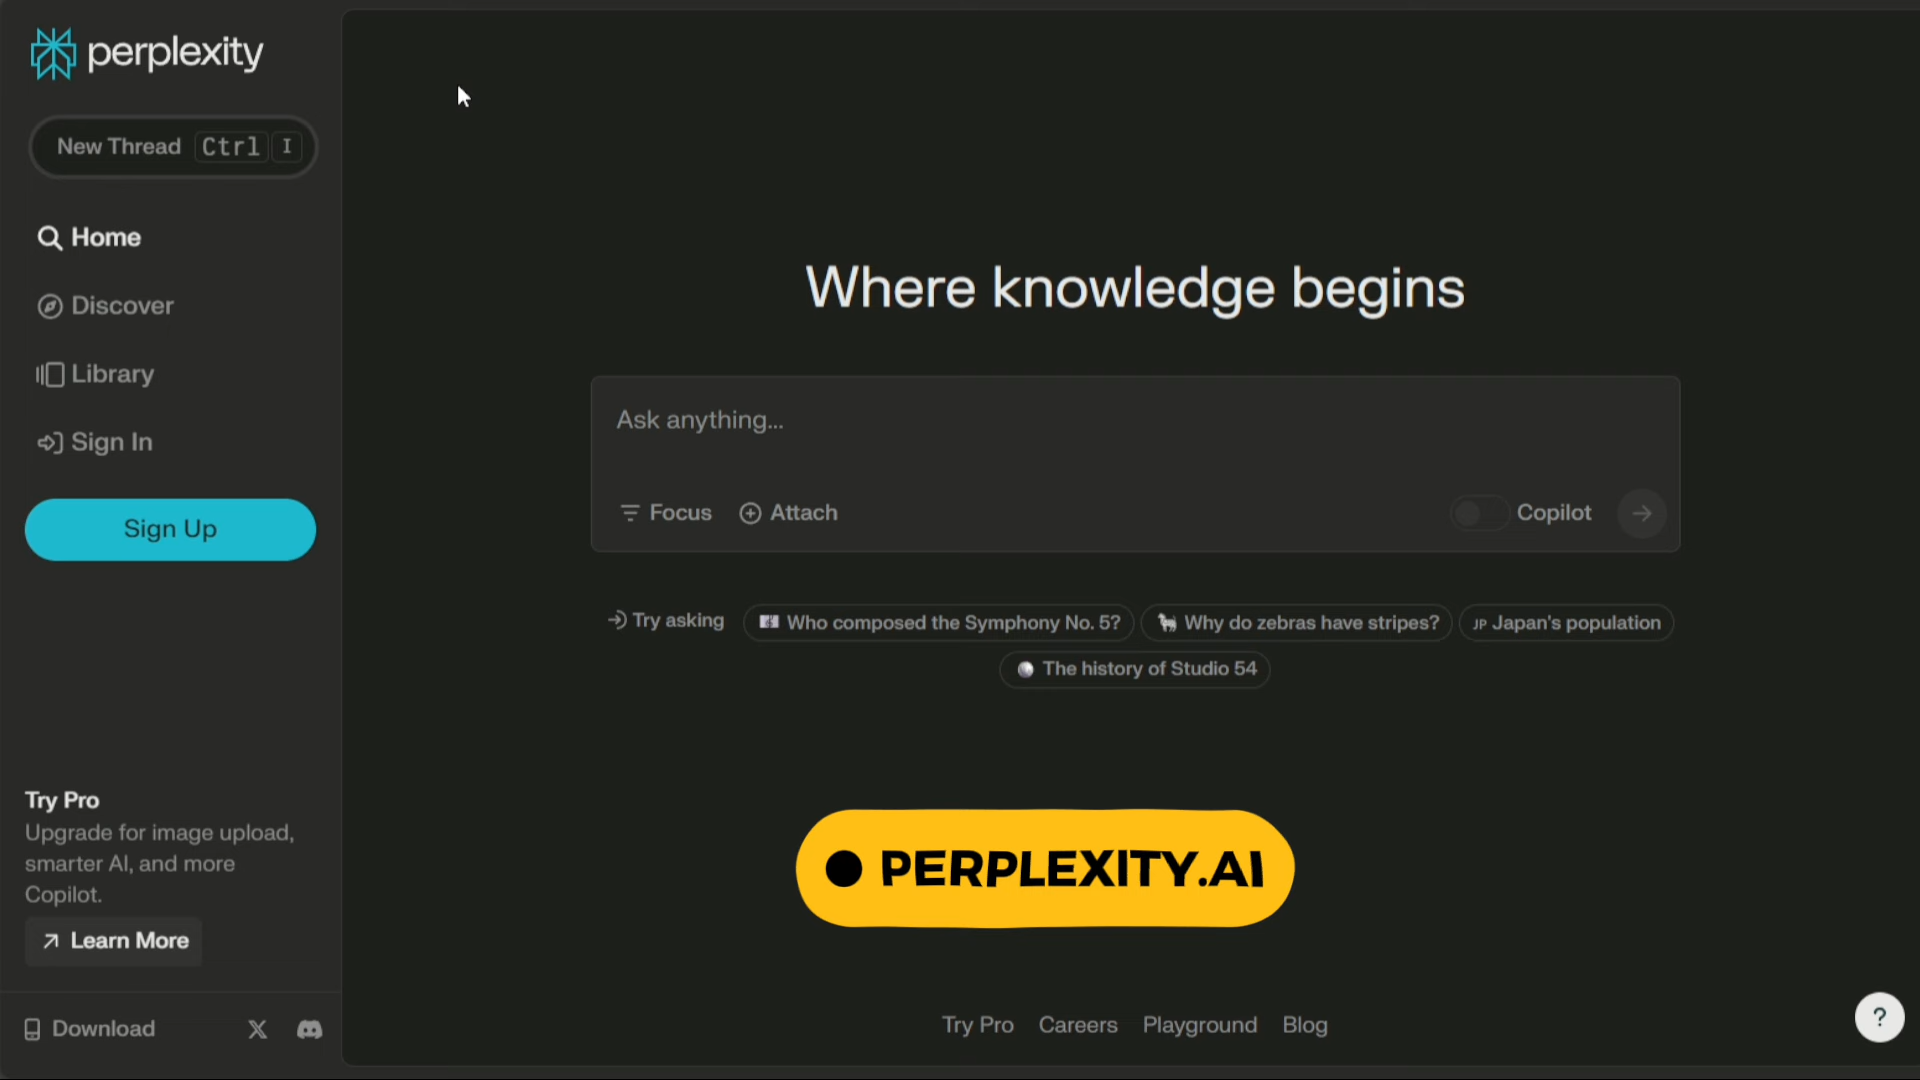 perplexity
New Thread Ctrl I
Home
Discover
Library
Sign In
Sign Up
Try Pro
Upgrade for image upload,
smarter AI, and more
Copilot.
Learn More
Download
Where knowledge begins
Ask anything...
Focus Attach Copilot
Try asking Who composed the Symphony No. 5? Why do zebras have stripes? JP Japan's population
The history of Studio 54
PERPLEXITY.AI
Try Pro Careers Playground Blog
?